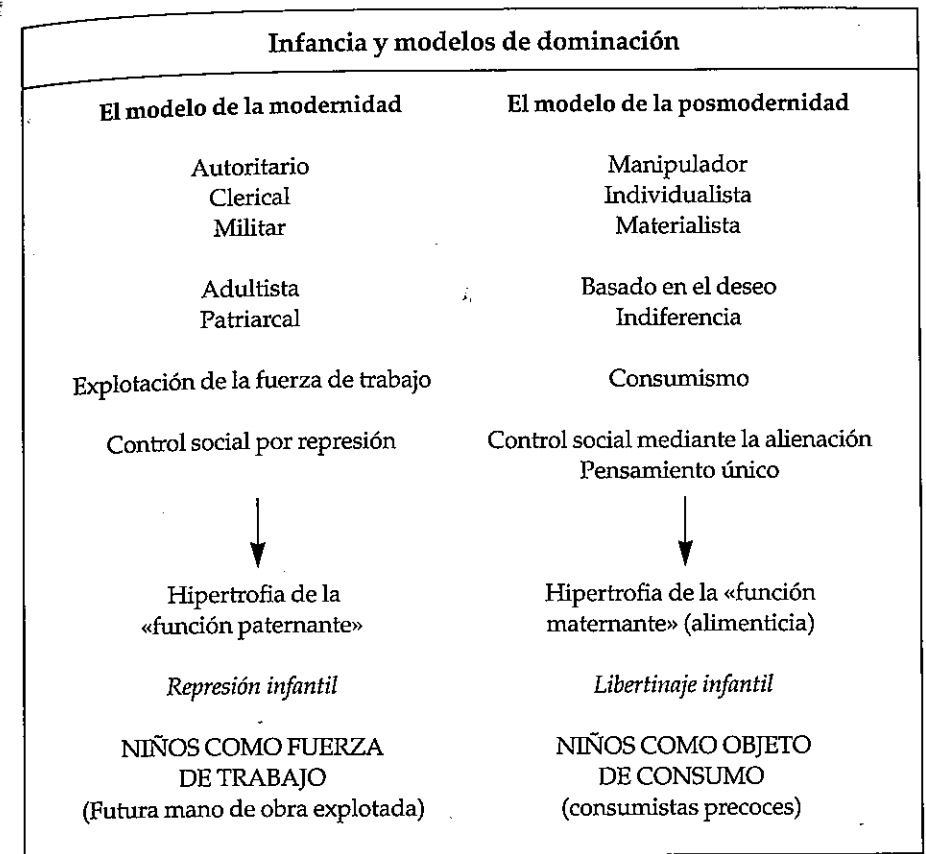 Infancia y modelos de dominación
El modelo de la modernidad
Autoritario
Clerical
Militar
Adultista
Patriarcal
Explotación de la fuerza de trabajo
Control social por represión
Hipertrofia de la
«función paternante»
Represión infantil
NIÑOS COMO FUERZA
DE TRABAJO
(Futura mano de obra explotada)
El modelo de la posmodernidad
Manipulador
Individualista
Materialista
Basado en el deseo
Indiferencia
Consumismo
Control social mediante la alienación
Pensamiento único
Hipertrofia de la «función
maternante» (alimenticia)
Libertinaje infantil
NIÑOS COMO OBJETO
DE CONSUMO
(consumistas precoces)